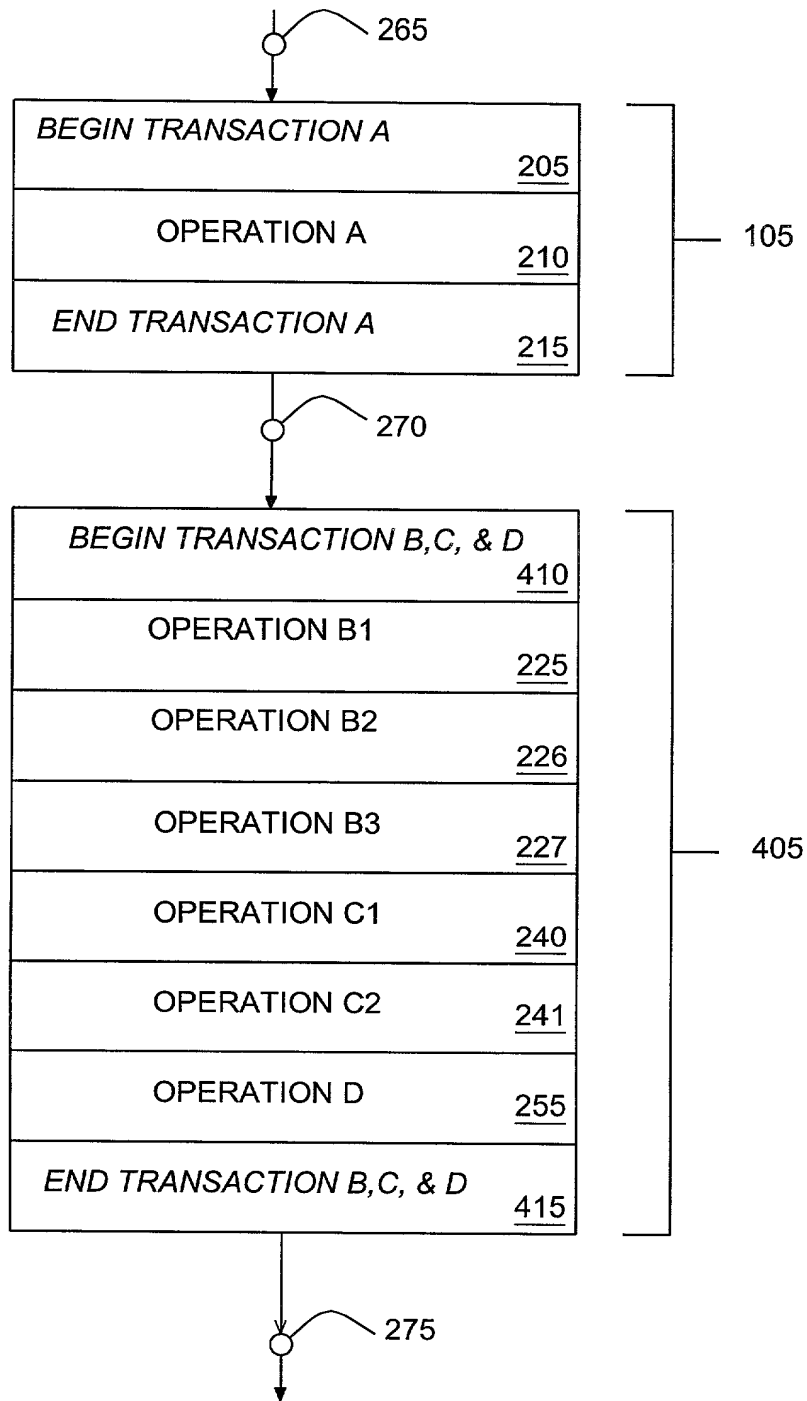 265
BEGIN TRANSACTION A
205
OPERATION A
210
105
END TRANSACTION A
215
270
BEGIN TRANSACTION B,C, & D
410
OPERATION B1
225
OPERATION B2
226
OPERATION B3
227
405
OPERATION C1
240
OPERATION C2
241
OPERATION D
255
END TRANSACTION B,C, & D
415
275